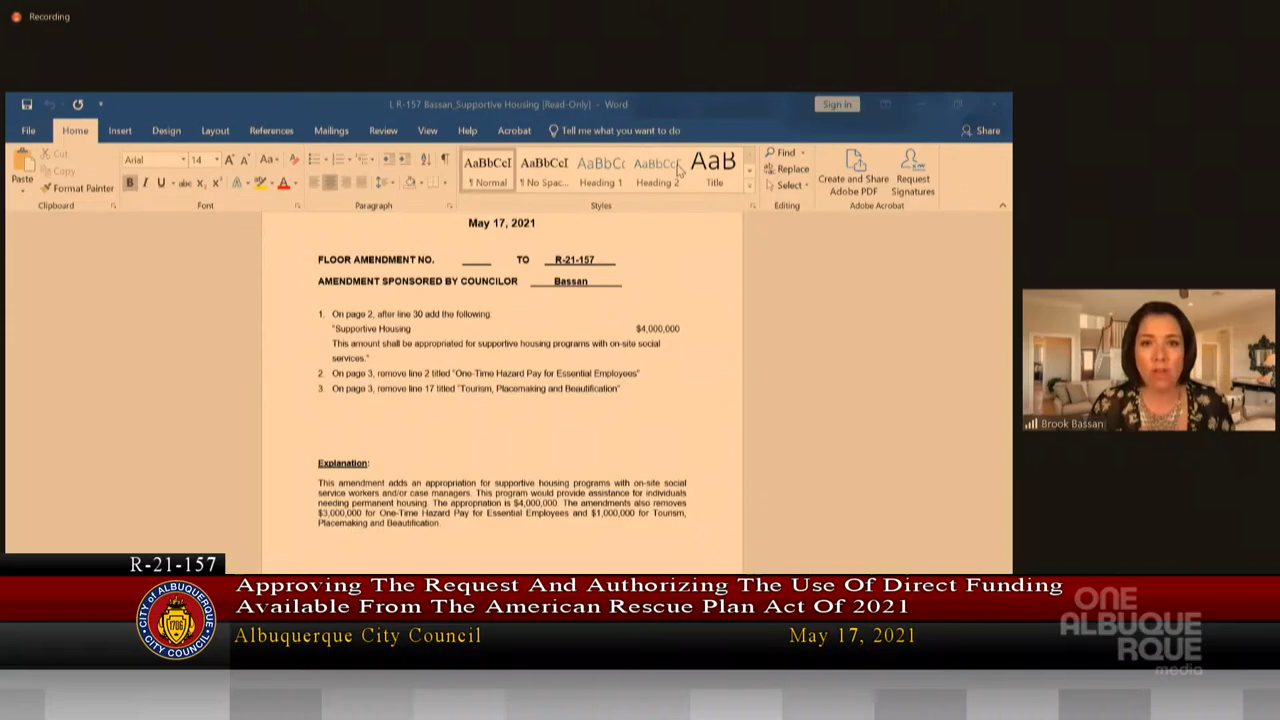 Recording
L R-157 Bassan_Supportive Housing [Read-Only] - Word
Sign in
File Home Insert Design Layout References Mailings Review View Help Acrobat Tell me what you want to do Share
Paste
Cut
Copy
Format Painter
Clipboard
Arial 14
Font
Paragraph
AaBbCcI AaBbCcI AaBbCc AaBbCcE AaB
¶ Normal ¶ No Spac... Heading 1 Heading 2 Title
Styles
Find
Replace
Select
Editing
Create and Share
Adobe PDF
Request
Signatures
Adobe Acrobat
May 17, 2021
FLOOR AMENDMENT NO. ____ TO R-21-157
AMENDMENT SPONSORED BY COUNCILOR Bassan
1. On page 2, after line 30 add the following:
"Supportive Housing $4,000,000
This amount shall be appropriated for supportive housing programs with on-site social
services."
2. On page 3, remove line 2 titled "One-Time Hazard Pay for Essential Employees"
3. On page 3, remove line 17 titled "Tourism, Placemaking and Beautification"
Explanation:
This amendment adds an appropriation for supportive housing programs with on-site social
service workers and/or case managers. This program would provide assistance for individuals
needing permanent housing. The appropriation is $4,000,000. The amendments also removes
$3,000,000 for One-Time Hazard Pay for Essential Employees and $1,000,000 for Tourism,
Placemaking and Beautification.
Brook Bassan
R-21-157
Approving The Request And Authorizing The Use Of Direct Funding
Available From The American Rescue Plan Act Of 2021
Albuquerque City Council May 17, 2021
CITY OF ALBUQUERQUE
1706
CITY COUNCIL
ONE
ALBUQUE
RQUE
media